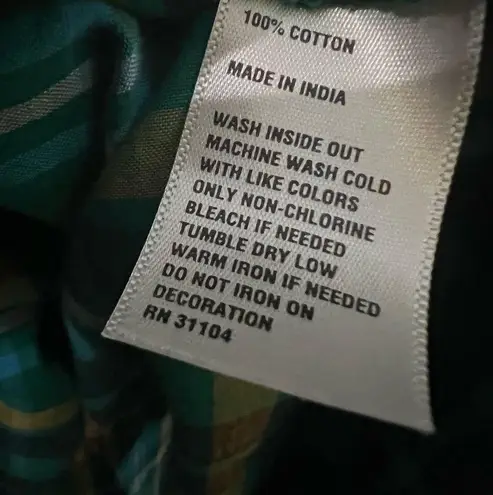 100% COTTON
MADE IN INDIA
WASH INSIDE OUT
MACHINE WASH COLD
WITH LIKE COLORS
ONLY NON-CHLORINE
BLEACH IF NEEDED
TUMBLE DRY LOW
WARM IRON IF NEEDED
DO NOT IRON ON
DECORATION
RN 31104